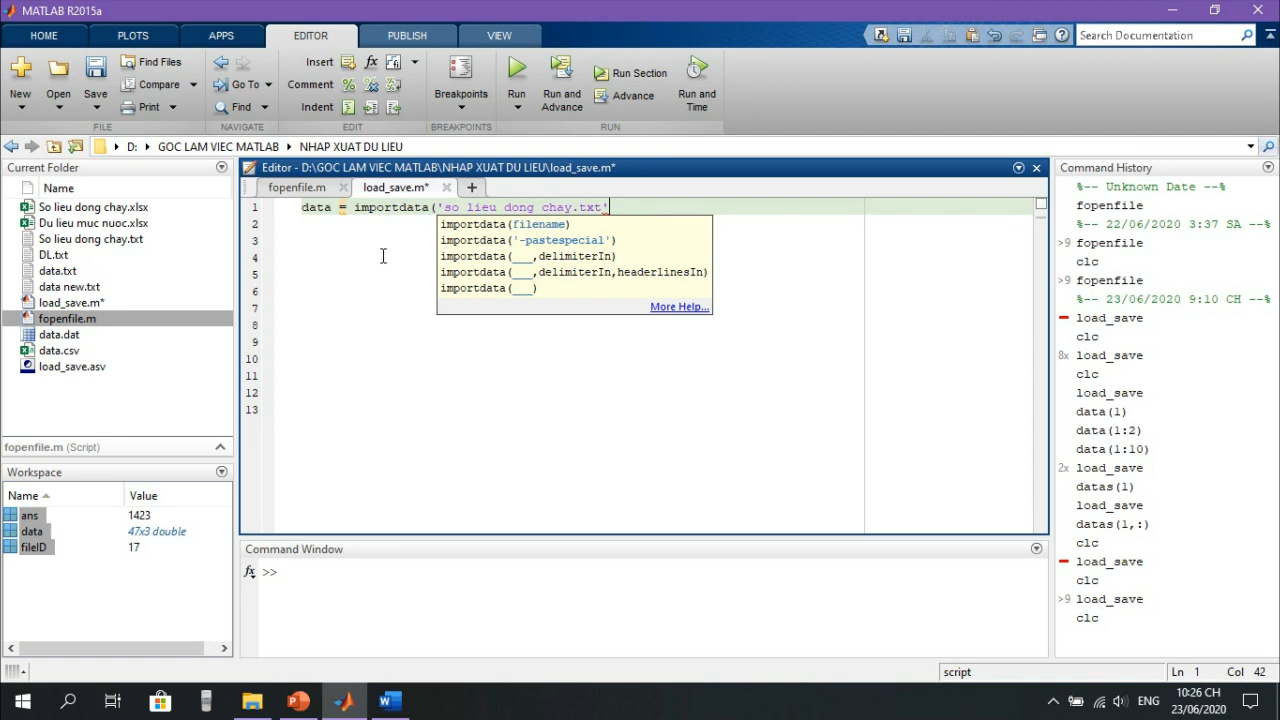 MATLAB R2015a
HOME PLOTS APPS EDITOR PUBLISH VIEW Search Documentation
New Open Save Find Files Compare Print
Go To Find
Insert Comment Indent
Breakpoints
Run Run and Advance Run Section Advance Run and Time
FILE NAVIGATE EDIT BREAKPOINTS RUN
D: GOC LAM VIEC MATLAB NHAP XUAT DU LIEU
Current Folder
Name
So lieu dong chay.xlsx
Du lieu muc nuoc.xlsx
So lieu dong chay.txt
DL.txt
data.txt
data new.txt
load_save.m*
fopenfile.m
data.dat
data.csv
load_save.asv
fopenfile.m (Script)
Workspace
Name Value
ans 1423
data 47x3 double
fileID 17
Editor - D:\GOC LAM VIEC MATLAB\NHAP XUAT DU LIEU\load_save.m*
fopenfile.m load_save.m*
1 data = importdata('so lieu dong chay.txt'
2
3
4
5
6
7
8
9
10
11
12
13
importdata(filename)
importdata('-pastespecial')
importdata(___,delimiterIn)
importdata(___,delimiterIn,headerlinesIn)
importdata(___)
More Help...
Command Window
fx >>
Command History
%-- Unknown Date --%
fopenfile
%-- 22/06/2020 3:37 SA --%
>9 fopenfile
clc
>9 fopenfile
%-- 23/06/2020 9:10 CH --%
load_save
clc
8x load_save
clc
load_save
data(1)
data(1:2)
data(1:10)
2x load_save
datas(1)
load_save
datas(1,:)
clc
load_save
clc
>9 load_save
clc
script Ln 1 Col 42
ENG
10:26 CH
23/06/2020